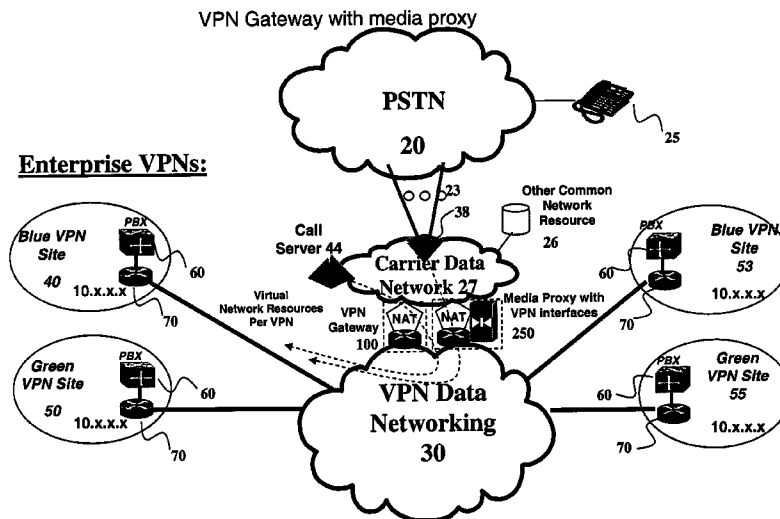 VPN Gateway with media proxy
PSTN
20
25
Enterprise VPNs:
23
38
Other Common
Network
Resource
26
Call
Server 44
Carrier Data
Network 27
PBX
Blue VPN
Site
40
60
10.x.x.x
70
PBX
Blue VPN
Site
53
60
10.x.x.x
70
Virtual
Network Resources
Per VPN
VPN
Gateway
100
NAT
NAT
Media Proxy with
VPN interfaces
250
PBX
Green VPN Site
50
60
10.x.x.x
70
VPN Data
Networking
30
PBX
Green
VPN Site
55
60
10.x.x.x
70